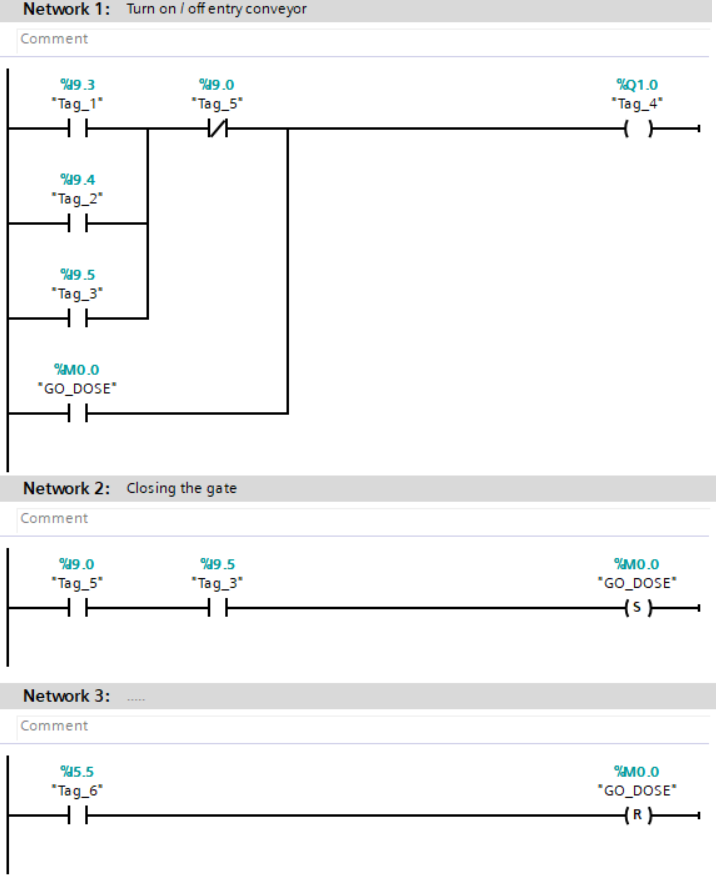 Network 1: Turn on / off entry conveyor
Comment
%I9.3 %I9.0 %Q1.0
"Tag_1" "Tag_5" "Tag_4"
%I9.4
"Tag_2"
%I9.5
"Tag_3"
%M0.0
"GO_DOSE"
Network 2: Closing the gate
Comment
%I9.0 %I9.5 %M0.0
"Tag_5" "Tag_3" "GO_DOSE"
S
Network 3: .....
Comment
%I5.5 %M0.0
"Tag_6" "GO_DOSE"
R